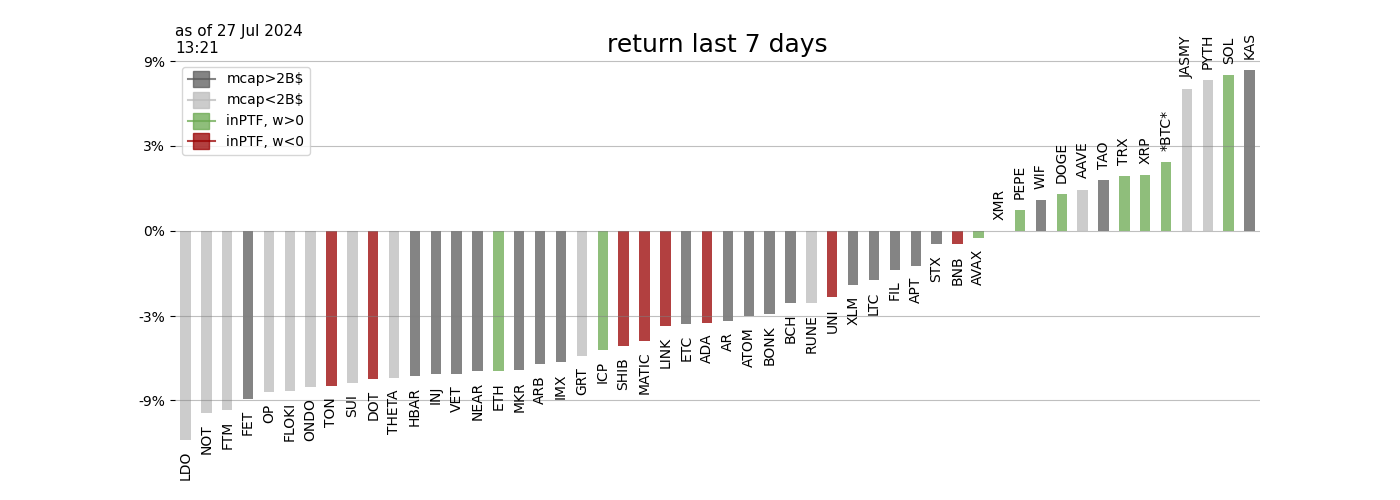 as of 27 Jul 2024
13:21
return last 7 days
9%
3%
0%
-3%
-9%
mcap>2B$
mcap<2B$
inPTF, w>0
inPTF, w<0
LDO
NOT
FTM
FET
OP
FLOKI
ONDO
TON
SUI
DOT
THETA
HBAR
INJ
VET
NEAR
ETH
MKR
ARB
IMX
GRT
ICP
SHIB
MATIC
LINK
ETC
ADA
AR
ATOM
BONK
BCH
RUNE
UNI
XLM
LTC
FIL
APT
STX
BNB
AVAX
XMR
PEPE
WIF
DOGE
AAVE
TAO
TRX
XRP
*BTC*
JASMY
PYTH
SOL
KAS